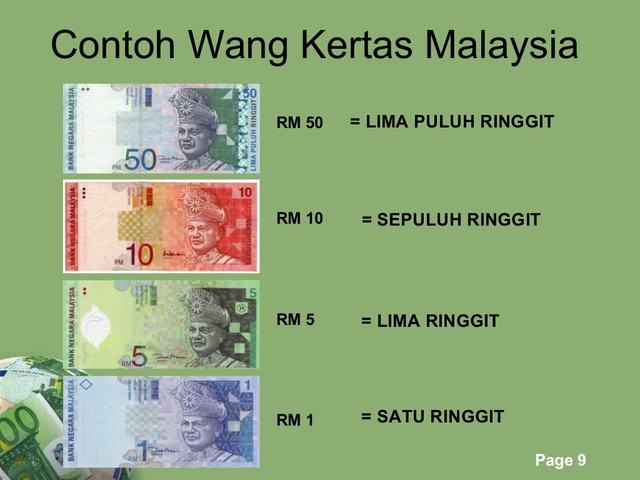 Contoh Wang Kertas Malaysia
BANK NEGARA MALAYSIA
50
LIMA PULUH RINGGIT
RM 50
RM 50
= LIMA PULUH RINGGIT
BANK NEGARA MALAYSIA
10
RM 10
RM 10
= SEPULUH RINGGIT
BANK NEGARA MALAYSIA
5
RM 5
RM 5
= LIMA RINGGIT
BANK NEGARA MALAYSIA
1
RM 1
RM 1
= SATU RINGGIT
00
Page 9